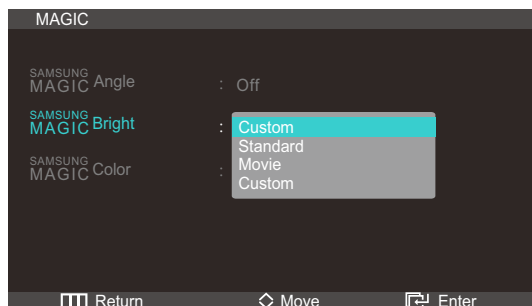 MAGIC
SAMSUNG
MAGIC Angle : Off
SAMSUNG
MAGIC Bright : Custom
Standard
Movie
Custom
SAMSUNG
MAGIC Color :
Return Move Enter